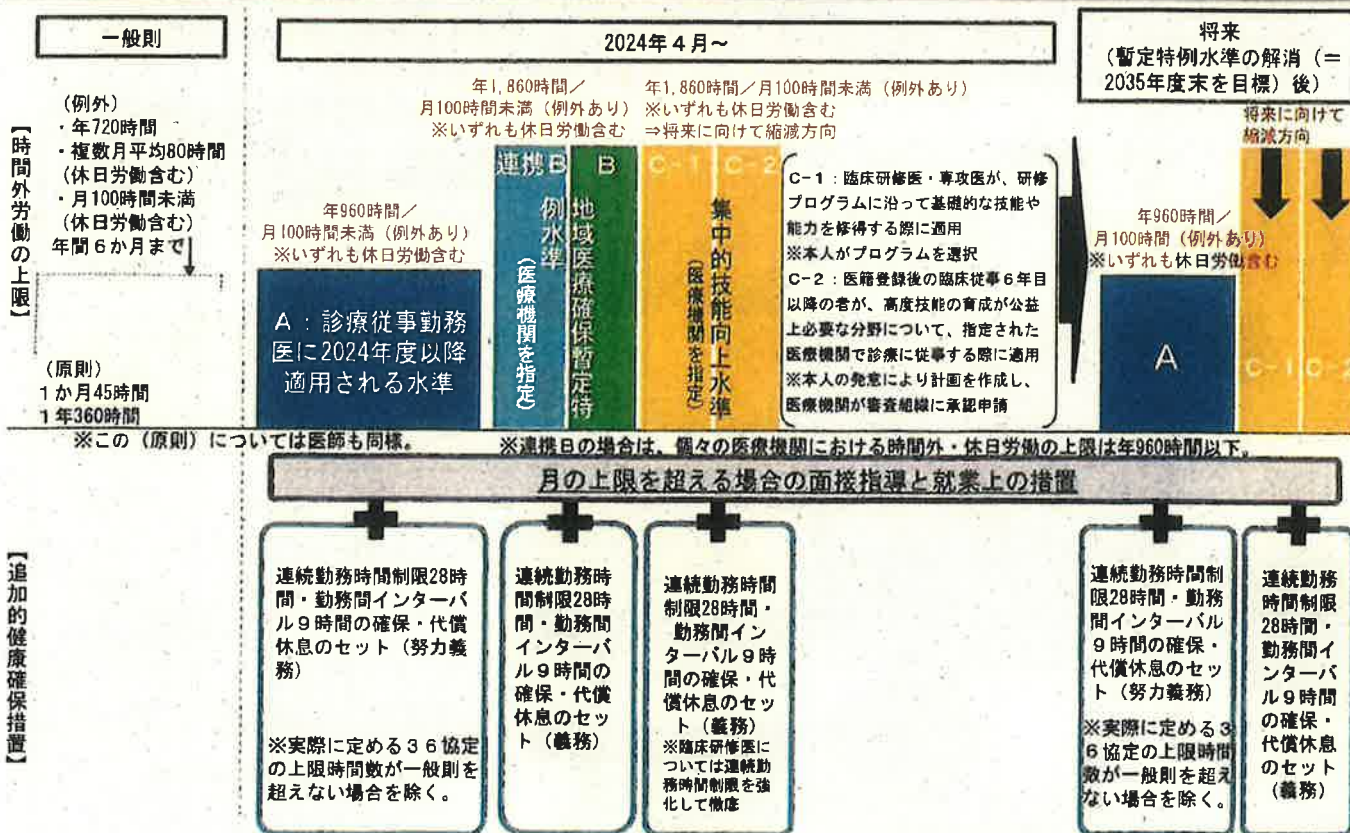 一般則
2024年4月~
将来
(暫定特例水準の解消(=
2035年度末を目標)後)
【時間外労働の上限】
(例外)
・年720時間
・複数月平均80時間
(休日労働含む)
・月100時間未満
(休日労働含む)
年間6か月まで
(原則)
1か月45時間
1年360時間
※この(原則)については医師も同様。
年960時間/
月100時間未満(例外あり)
※いずれも休日労働含む
A:診療従事勤務
医に2024年度以降
適用される水準
年1,860時間/
月100時間未満(例外あり)
※いずれも休日労働含む
連携B
B
地域医療確保暫定特
例水準
(医療機関を指定)
年1,860時間/月100時間未満(例外あり)
※いずれも休日労働含む
⇒将来に向けて縮減方向
C-1
C-2
集中的技能向上水準
(医療機関を指定)
C-1:臨床研修医・専攻医が、研修
プログラムに沿って基礎的な技能や
能力を修得する際に適用
※本人がプログラムを選択
C-2:医籍登録後の臨床従事6年目
以降の者が、高度技能の育成が公益
上必要な分野について、指定された
医療機関で診療に従事する際に適用
※本人の発意により計画を作成し、
医療機関が審査組織に承認申請
将来に向けて
縮減方向
年960時間/
月100時間(例外あり)
※いずれも休日労働含む
A
C-1
C-2
※連携Bの場合は、個々の医療機関における時間外・休日労働の上限は年960時間以下。
月の上限を超える場合の面接指導と就業上の措置
【追加的健康確保措置】
連続勤務時間制限28時
間・勤務間インターバ
ル9時間の確保・代償
休息のセット(努力義
務)
※実際に定める36協定
の上限時間数が一般則を
超えない場合を除く。
連続勤務時
間制限28時
間・勤務間
インターバ
ル9時間の
確保・代償
休息のセッ
ト(義務)
連続勤務時間
制限28時間・
勤務間イン
ターバル9時
間の確保・代
償休息のセッ
ト(義務)
※臨床研修医に
ついては連続勤
務時間制限を強
化して徹底
連続勤務時間制
限28時間・勤務
間インターバル
9時間の確保・
代償休息のセッ
ト(努力義務)
※実際に定める3
6協定の上限時間
数が一般則を超え
ない場合を除く。
連続勤務
時間制限
28時間・
勤務間イ
ンターバ
ル9時間
の確保・
代償休息
のセット
(義務)